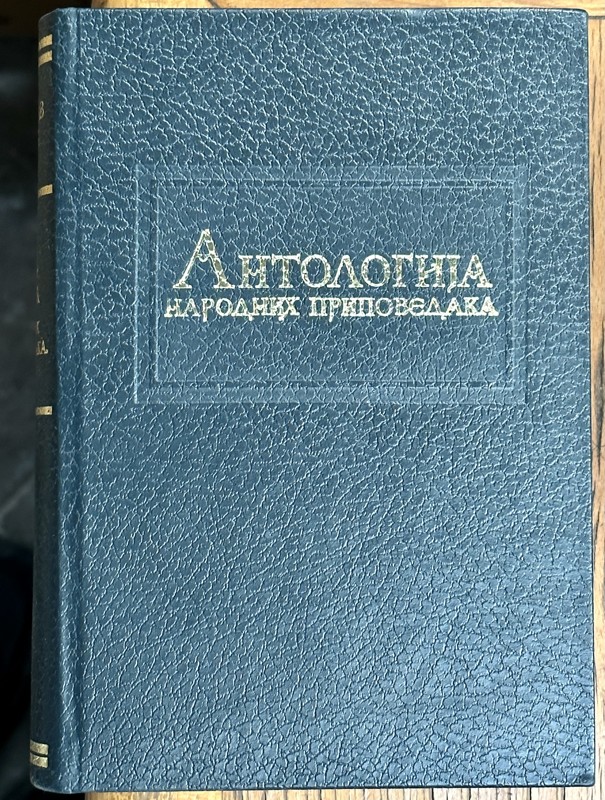 Антологија
народних приповедака